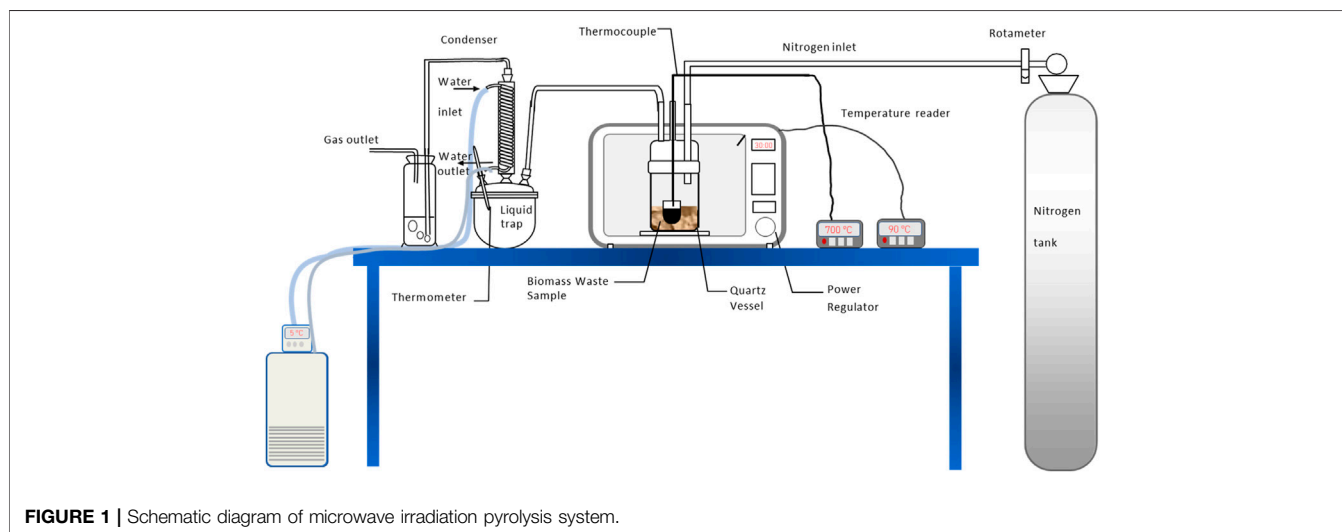 Thermocouple
Rotameter
Condenser
Nitrogen inlet
Water
inlet
Temperature reader
Gas outlet
30:00
Water
outlet
Liquid
trap
Nitrogen
tank
700 °C
90 °C
Biomass Waste
Sample
Quartz
Vessel
Power
Regulator
Thermometer
5 °C
FIGURE 1 | Schematic diagram of microwave irradiation pyrolysis system.